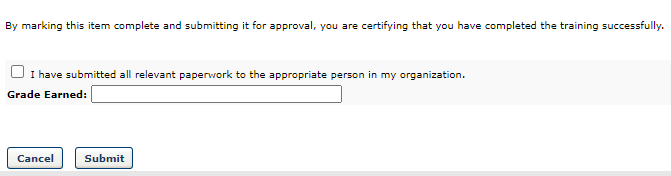 By marking this item complete and submitting it for approval, you are certifying that you have completed the training successfully.
I have submitted all relevant paperwork to the appropriate person in my organization.
Grade Earned:
Cancel Submit